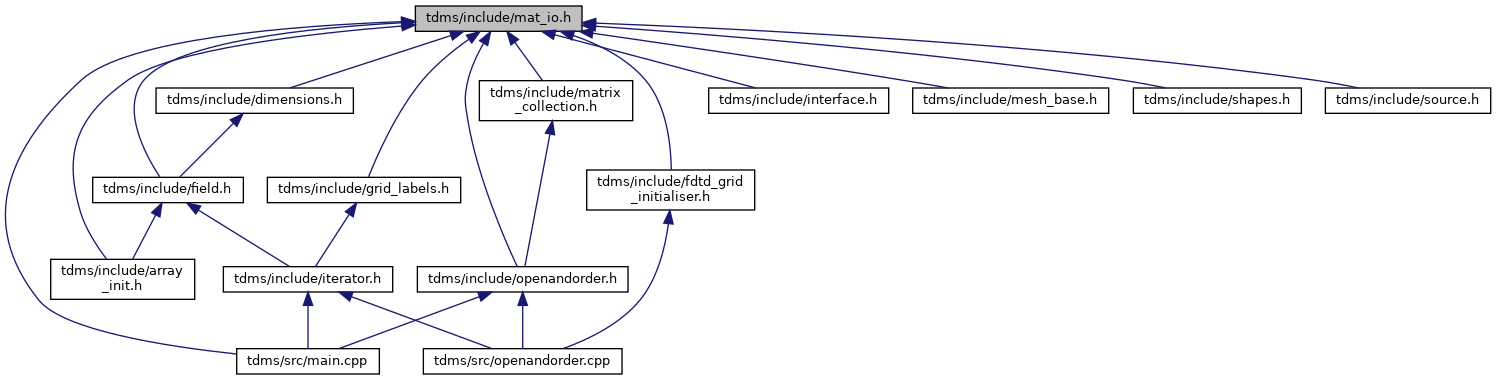 tdms/include/mat_io.h
tdms/include/dimensions.h
tdms/include/matrix
_collection.h
tdms/include/interface.h
tdms/include/mesh_base.h
tdms/include/shapes.h
tdms/include/source.h
tdms/include/field.h
tdms/include/grid_labels.h
tdms/include/fdtd_grid
_initialiser.h
tdms/include/array
_init.h
tdms/include/iterator.h
tdms/include/openandorder.h
tdms/src/main.cpp
tdms/src/openandorder.cpp